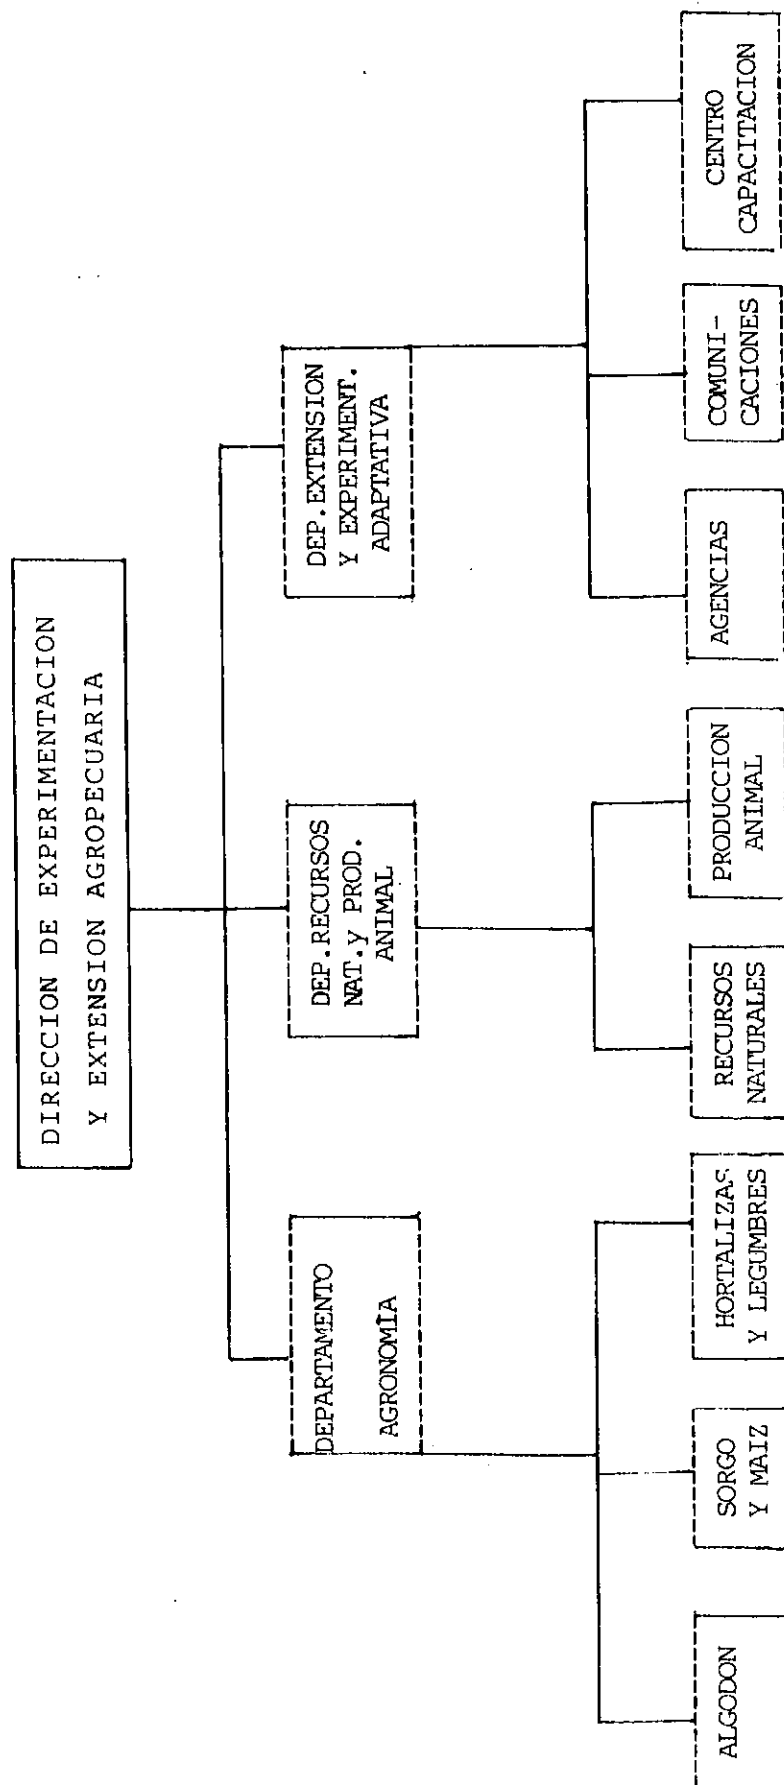 DIRECCION DE EXPERIMENTACION
Y EXTENSION AGROPECUARIA
DEPARTAMENTO
AGRONOMÍA
DEP.RECURSOS
NAT.y PROD.
ANIMAL
DEP.EXTENSION
Y EXPERIMENT.
ADAPTATIVA
ALGODON
SORGO
Y MAIZ
HORTALIZAS
Y LEGUMBRES
RECURSOS
NATURALES
PRODUCCION
ANIMAL
AGENCIAS
COMUNI-
CACIONES
CENTRO
CAPACITACION